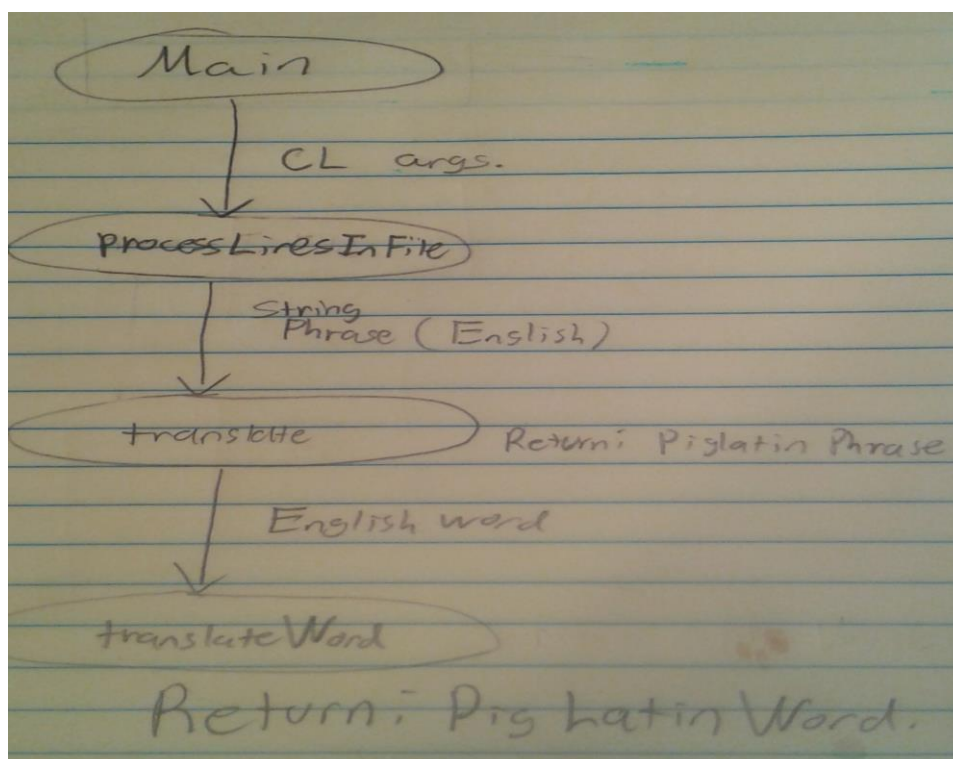 Main
CL args.
processLinesInFile
String
Phrase (English)
translate
Return: Piglatin Phrase
English word
translateWord
Return: Pig Latin Word.